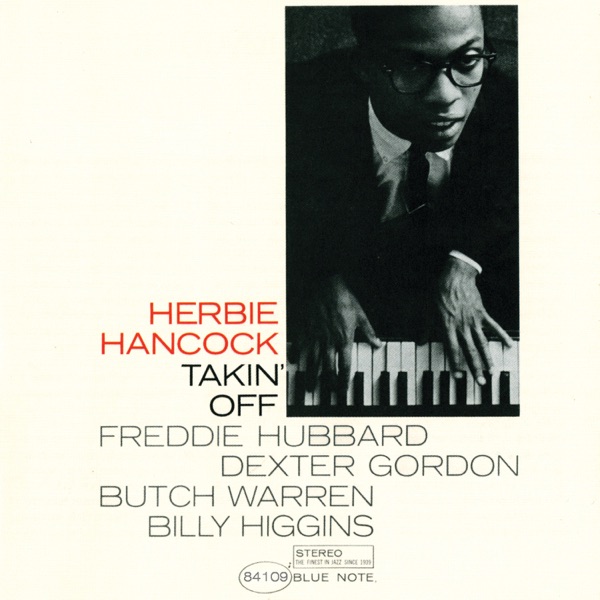 HERBIE
HANCOCK
TAKIN'
OFF
FREDDIE HUBBARD
DEXTER GORDON
BUTCH WARREN
BILLY HIGGINS
STEREO
THE FINEST IN JAZZ SINCE 1939
84109 BLUE NOTE.